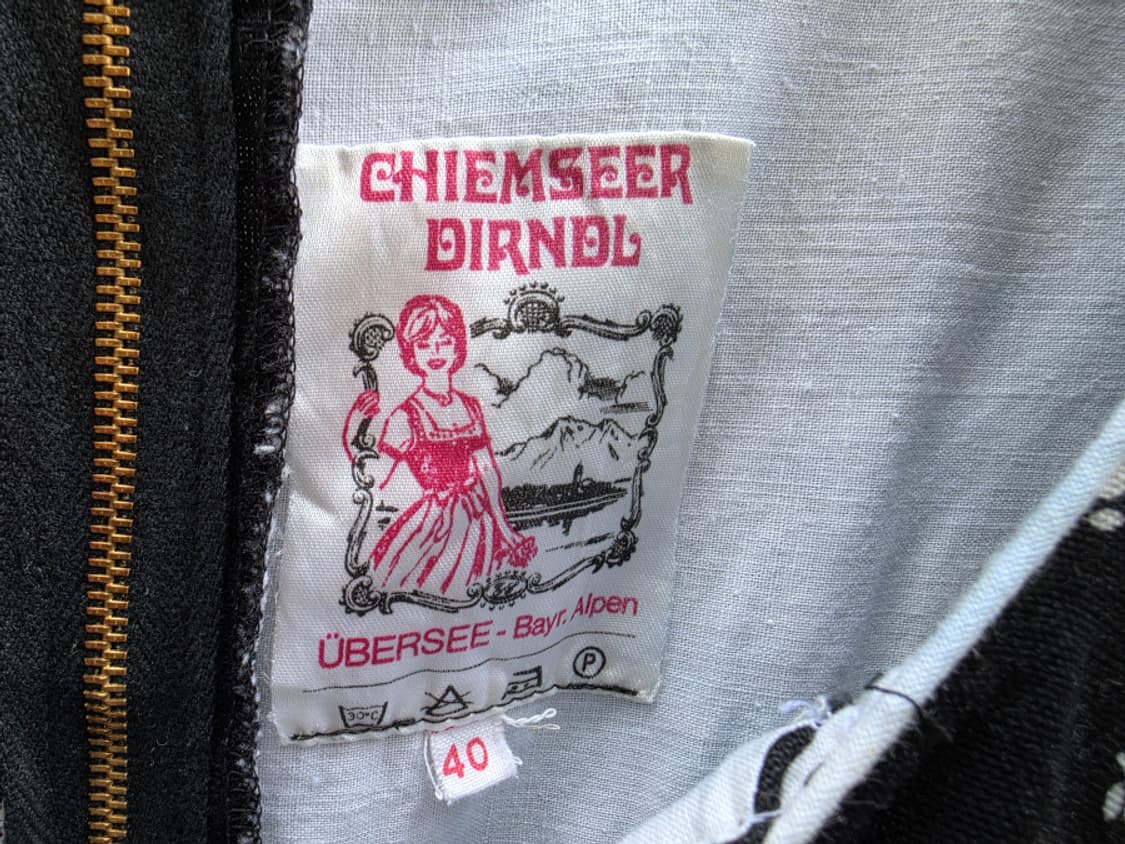 CHIEMSEER
DIRNDL
ÜBERSEE - Bayr. Alpen
30°C
P
40